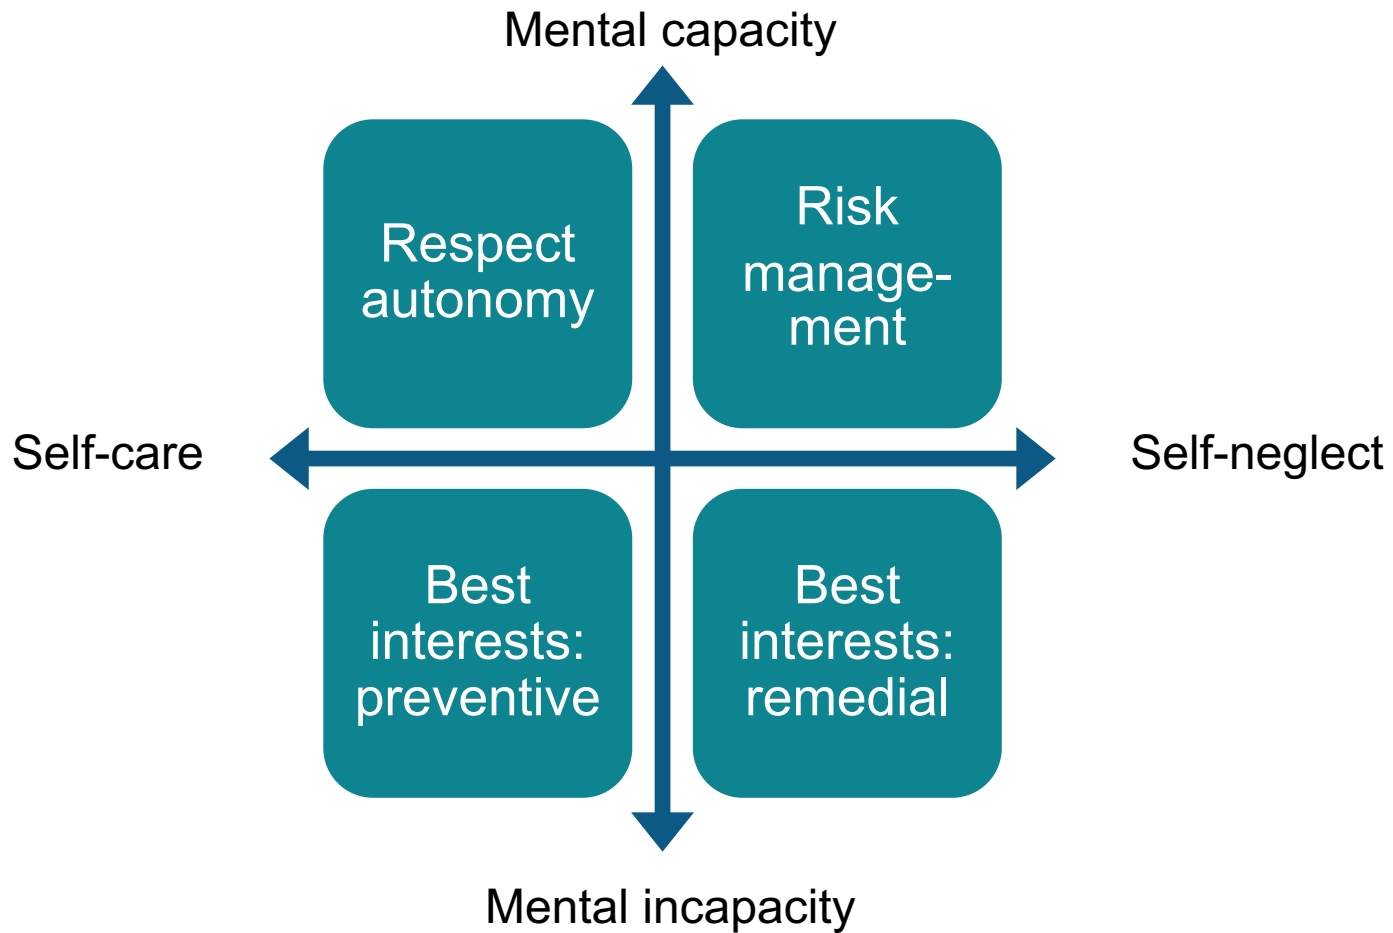 Mental capacity
Respect
autonomy
Risk
manage-
ment
Self-care
Self-neglect
Best
interests:
preventive
Best
interests:
remedial
Mental incapacity